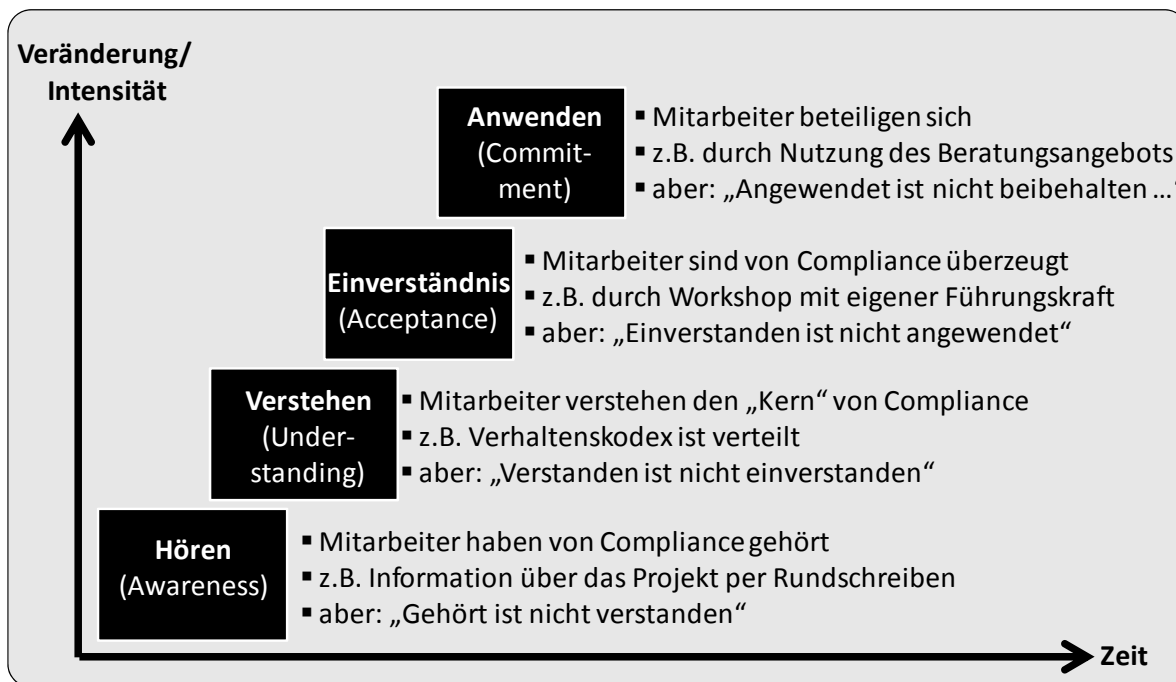 Veränderung/
Intensität
Anwenden
(Commit-
ment)
▪ Mitarbeiter beteiligen sich
▪ z.B. durch Nutzung des Beratungsangebots
▪ aber: „Angewendet ist nicht beibehalten …“
Einverständnis
(Acceptance)
▪ Mitarbeiter sind von Compliance überzeugt
▪ z.B. durch Workshop mit eigener Führungskraft
▪ aber: „Einverstanden ist nicht angewendet“
Verstehen
(Under-
standing)
▪ Mitarbeiter verstehen den „Kern“ von Compliance
▪ z.B. Verhaltenskodex ist verteilt
▪ aber: „Verstanden ist nicht einverstanden“
Hören
(Awareness)
▪ Mitarbeiter haben von Compliance gehört
▪ z.B. Information über das Projekt per Rundschreiben
▪ aber: „Gehört ist nicht verstanden“
Zeit